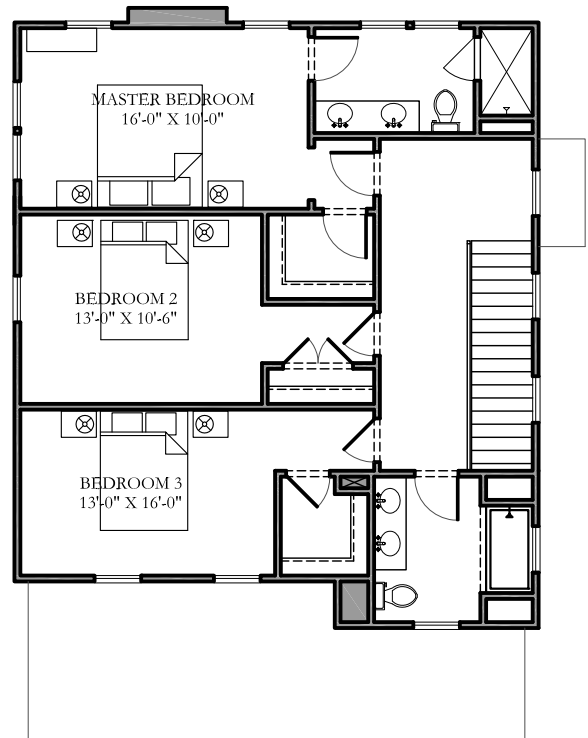 MASTER BEDROOM
16'-0" X 10'-0"
BEDROOM 2
13'-0" X 10'-6"
BEDROOM 3
13'-0" X 16'-0"